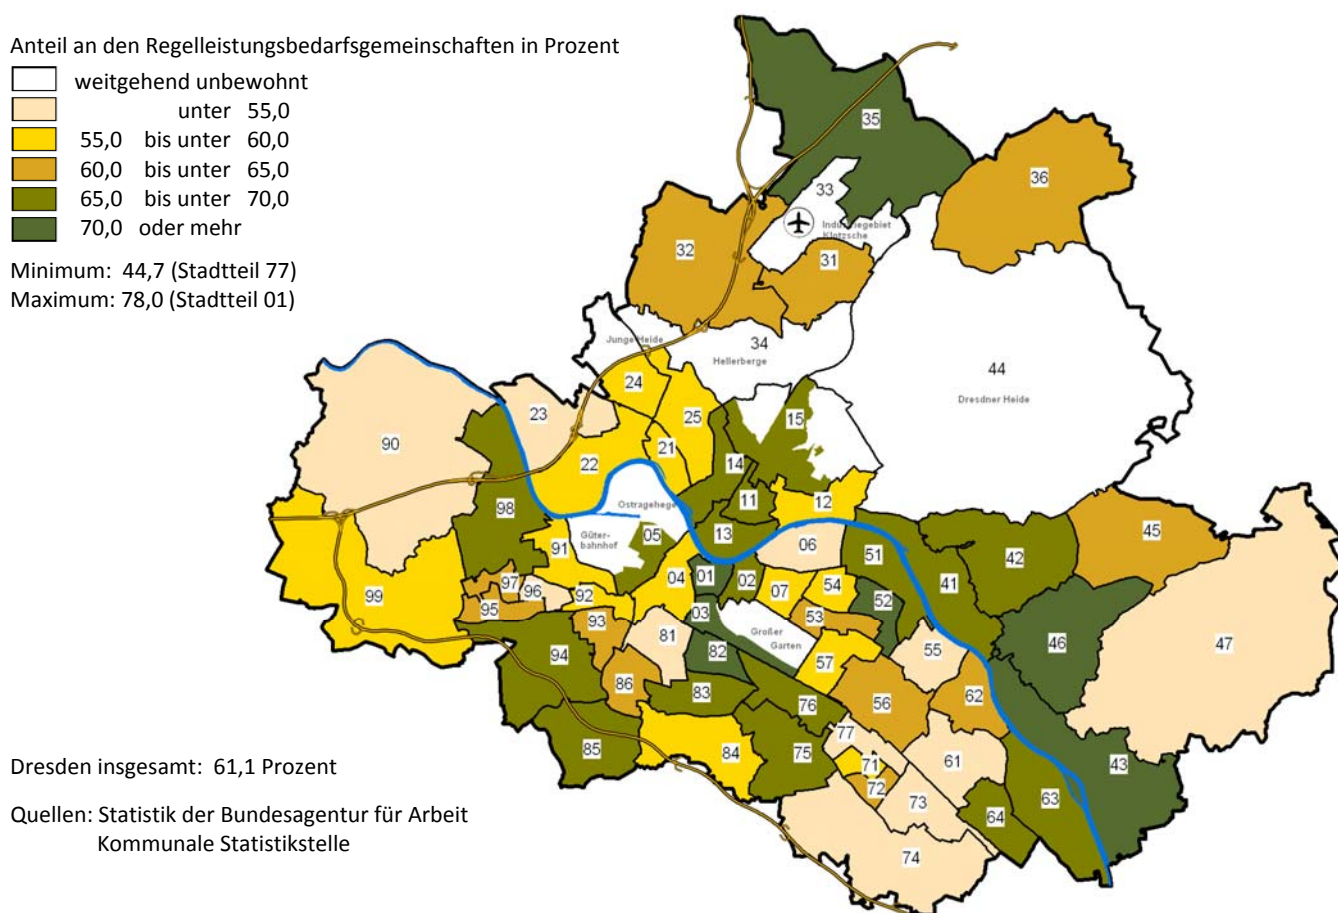 Anteil an den Regelleistungsbedarfsgemeinschaften in Prozent
weitgehend unbewohnt
unter 55,0
55,0 bis unter 60,0
60,0 bis unter 65,0
65,0 bis unter 70,0
70,0 oder mehr
Minimum: 44,7 (Stadtteil 77)
Maximum: 78,0 (Stadtteil 01)
35
33
36
Industriegebiet
Klotzsche
32
31
Junge Heide
34
Hellerberge
44
Dresdner Heide
24
23
25
15
90
21
22
14
11
12
Ostragehege
98
13
05
Güter-
bahnhof
91
06
51
42
45
04
01
02
07
54
41
97
96
92
99
95
03
52
53
93
81
Großer
Garten
82
57
55
46
47
94
86
83
76
56
62
77
85
84
75
71
61
43
72
73
63
64
74
Dresden insgesamt: 61,1 Prozent
Quellen: Statistik der Bundesagentur für Arbeit
Kommunale Statistikstelle